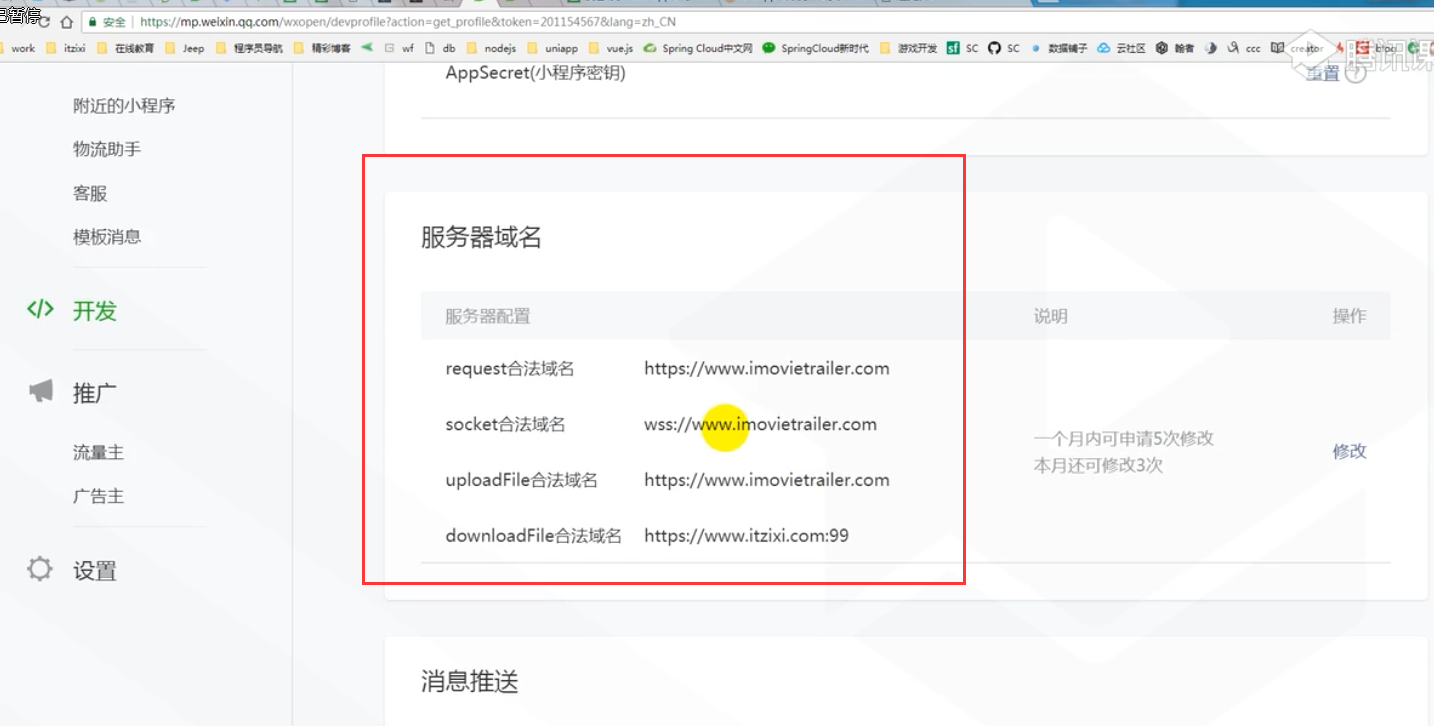 已暂停
安全 https://mp.weixin.qq.com/wxopen/devprofile?action=get_profile&token=201154567&lang=zh_CN
work itzixi 在线教育 Jeep 程序员导航 精彩博客 wf db nodejs uniapp vue.js Spring Cloud中文网 SpringCloud新时代 游戏开发 SC SC 数据铺子 云社区 翰者 ccc creator
腾讯课
AppSecret(小程序密钥) 重置
附近的小程序
物流助手
客服
模板消息
开发
推广
流量主
广告主
设置
服务器域名
服务器配置 说明 操作
request合法域名 https://www.imovietrailer.com
socket合法域名 wss://www.imovietrailer.com
uploadFile合法域名 https://www.imovietrailer.com
downloadFile合法域名 https://www.itzixi.com:99
一个月内可申请5次修改
本月还可修改3次
修改
消息推送